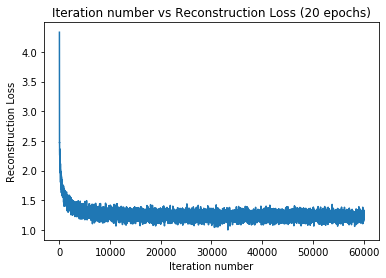 Iteration number vs Reconstruction Loss (20 epochs)
4.0
3.5
3.0
2.5
2.0
1.5
1.0
Reconstruction Loss
0 10000 20000 30000 40000 50000 60000
Iteration number